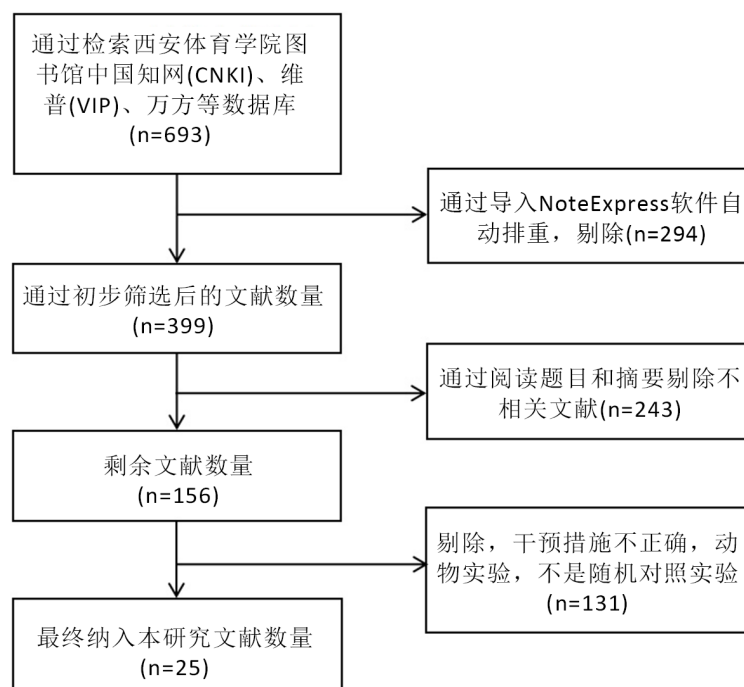 通过检索西安体育学院图
书馆中国知网(CNKI)、维
普(VIP)、万方等数据库
(n=693)
通过导入NoteExpress软件自
动排重，剔除(n=294)
通过初步筛选后的文献数量
(n=399)
通过阅读题目和摘要剔除不
相关文献(n=243)
剩余文献数量
(n=156)
剔除，干预措施不正确，动
物实验，不是随机对照实验
(n=131)
最终纳入本研究文献数量
(n=25)